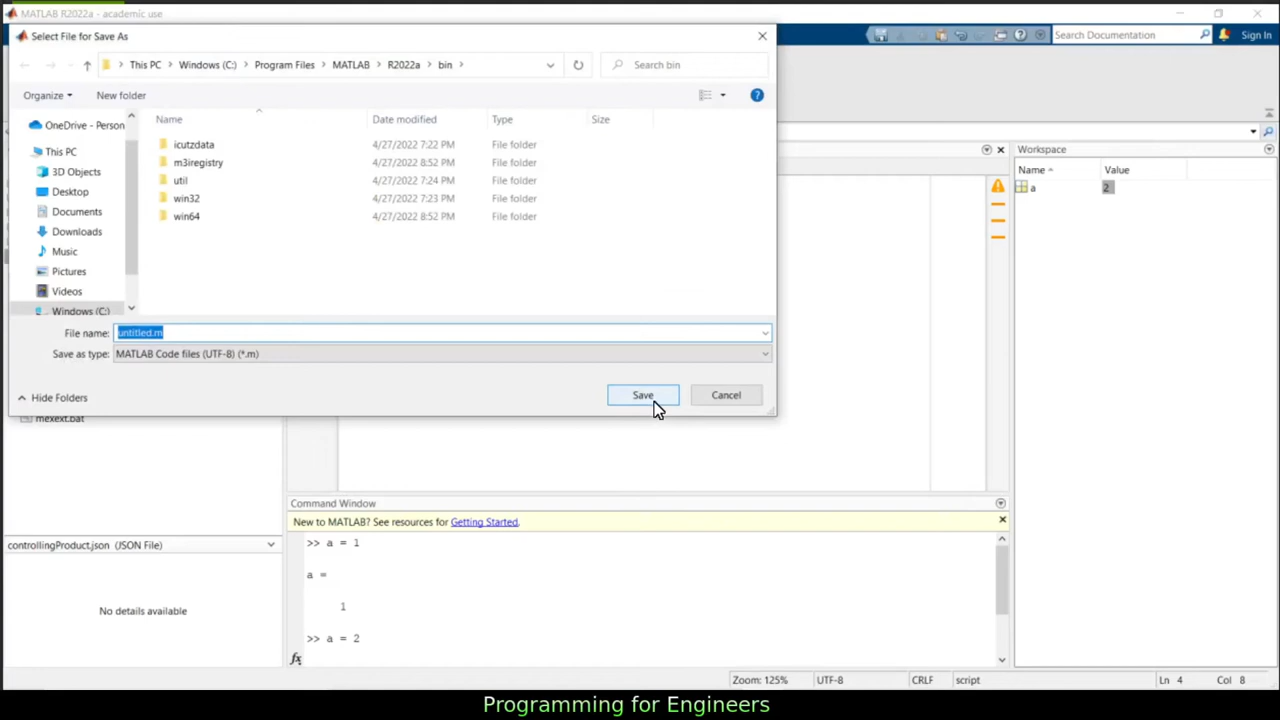 MATLAB R2022a - academic use
Select File for Save As
Search Documentation
Sign In
This PC > Windows (C:) > Program Files > MATLAB > R2022a > bin >
Search bin
Organize
New folder
Name Date modified Type Size
OneDrive - Person
This PC
3D Objects
Desktop
Documents
Downloads
Music
Pictures
Videos
Windows (C:)
icutzdata 4/27/2022 7:22 PM File folder
m3iregistry 4/27/2022 8:52 PM File folder
util 4/27/2022 7:24 PM File folder
win32 4/27/2022 7:23 PM File folder
win64 4/27/2022 8:52 PM File folder
File name: untitled.m
Save as type: MATLAB Code files (UTF-8) (*.m)
Hide Folders
Save
Cancel
Workspace
Name Value
a 2
mexext.bat
controllingProduct.json (JSON File)
No details available
Command Window
New to MATLAB? See resources for Getting Started.
>> a = 1
a =
1
>> a = 2
fx
Zoom: 125% UTF-8 CRLF script Ln 4 Col 8
Programming for Engineers